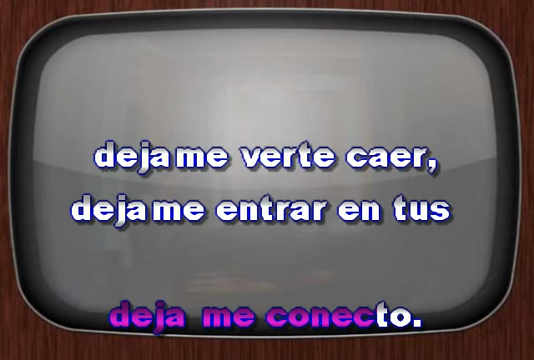 dejame verte caer,
dejame entrar en tus
deja me conecto.